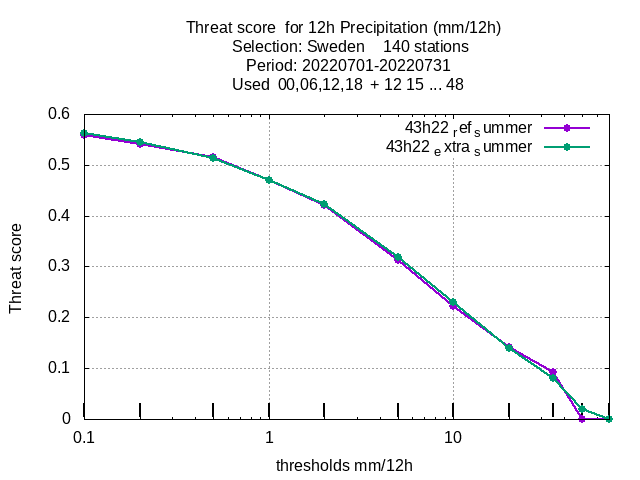 Threat score  for 12h Precipitation (mm/12h)
Selection: Sweden    140 stations
Period: 20220701-20220731
Used  00,06,12,18  + 12 15 ... 48
0.6
43h22 ref summer
43h22 extra summer
0.5
0.4
0.3
0.2
0.1
0
Threat score
0.1 1 10
thresholds mm/12h